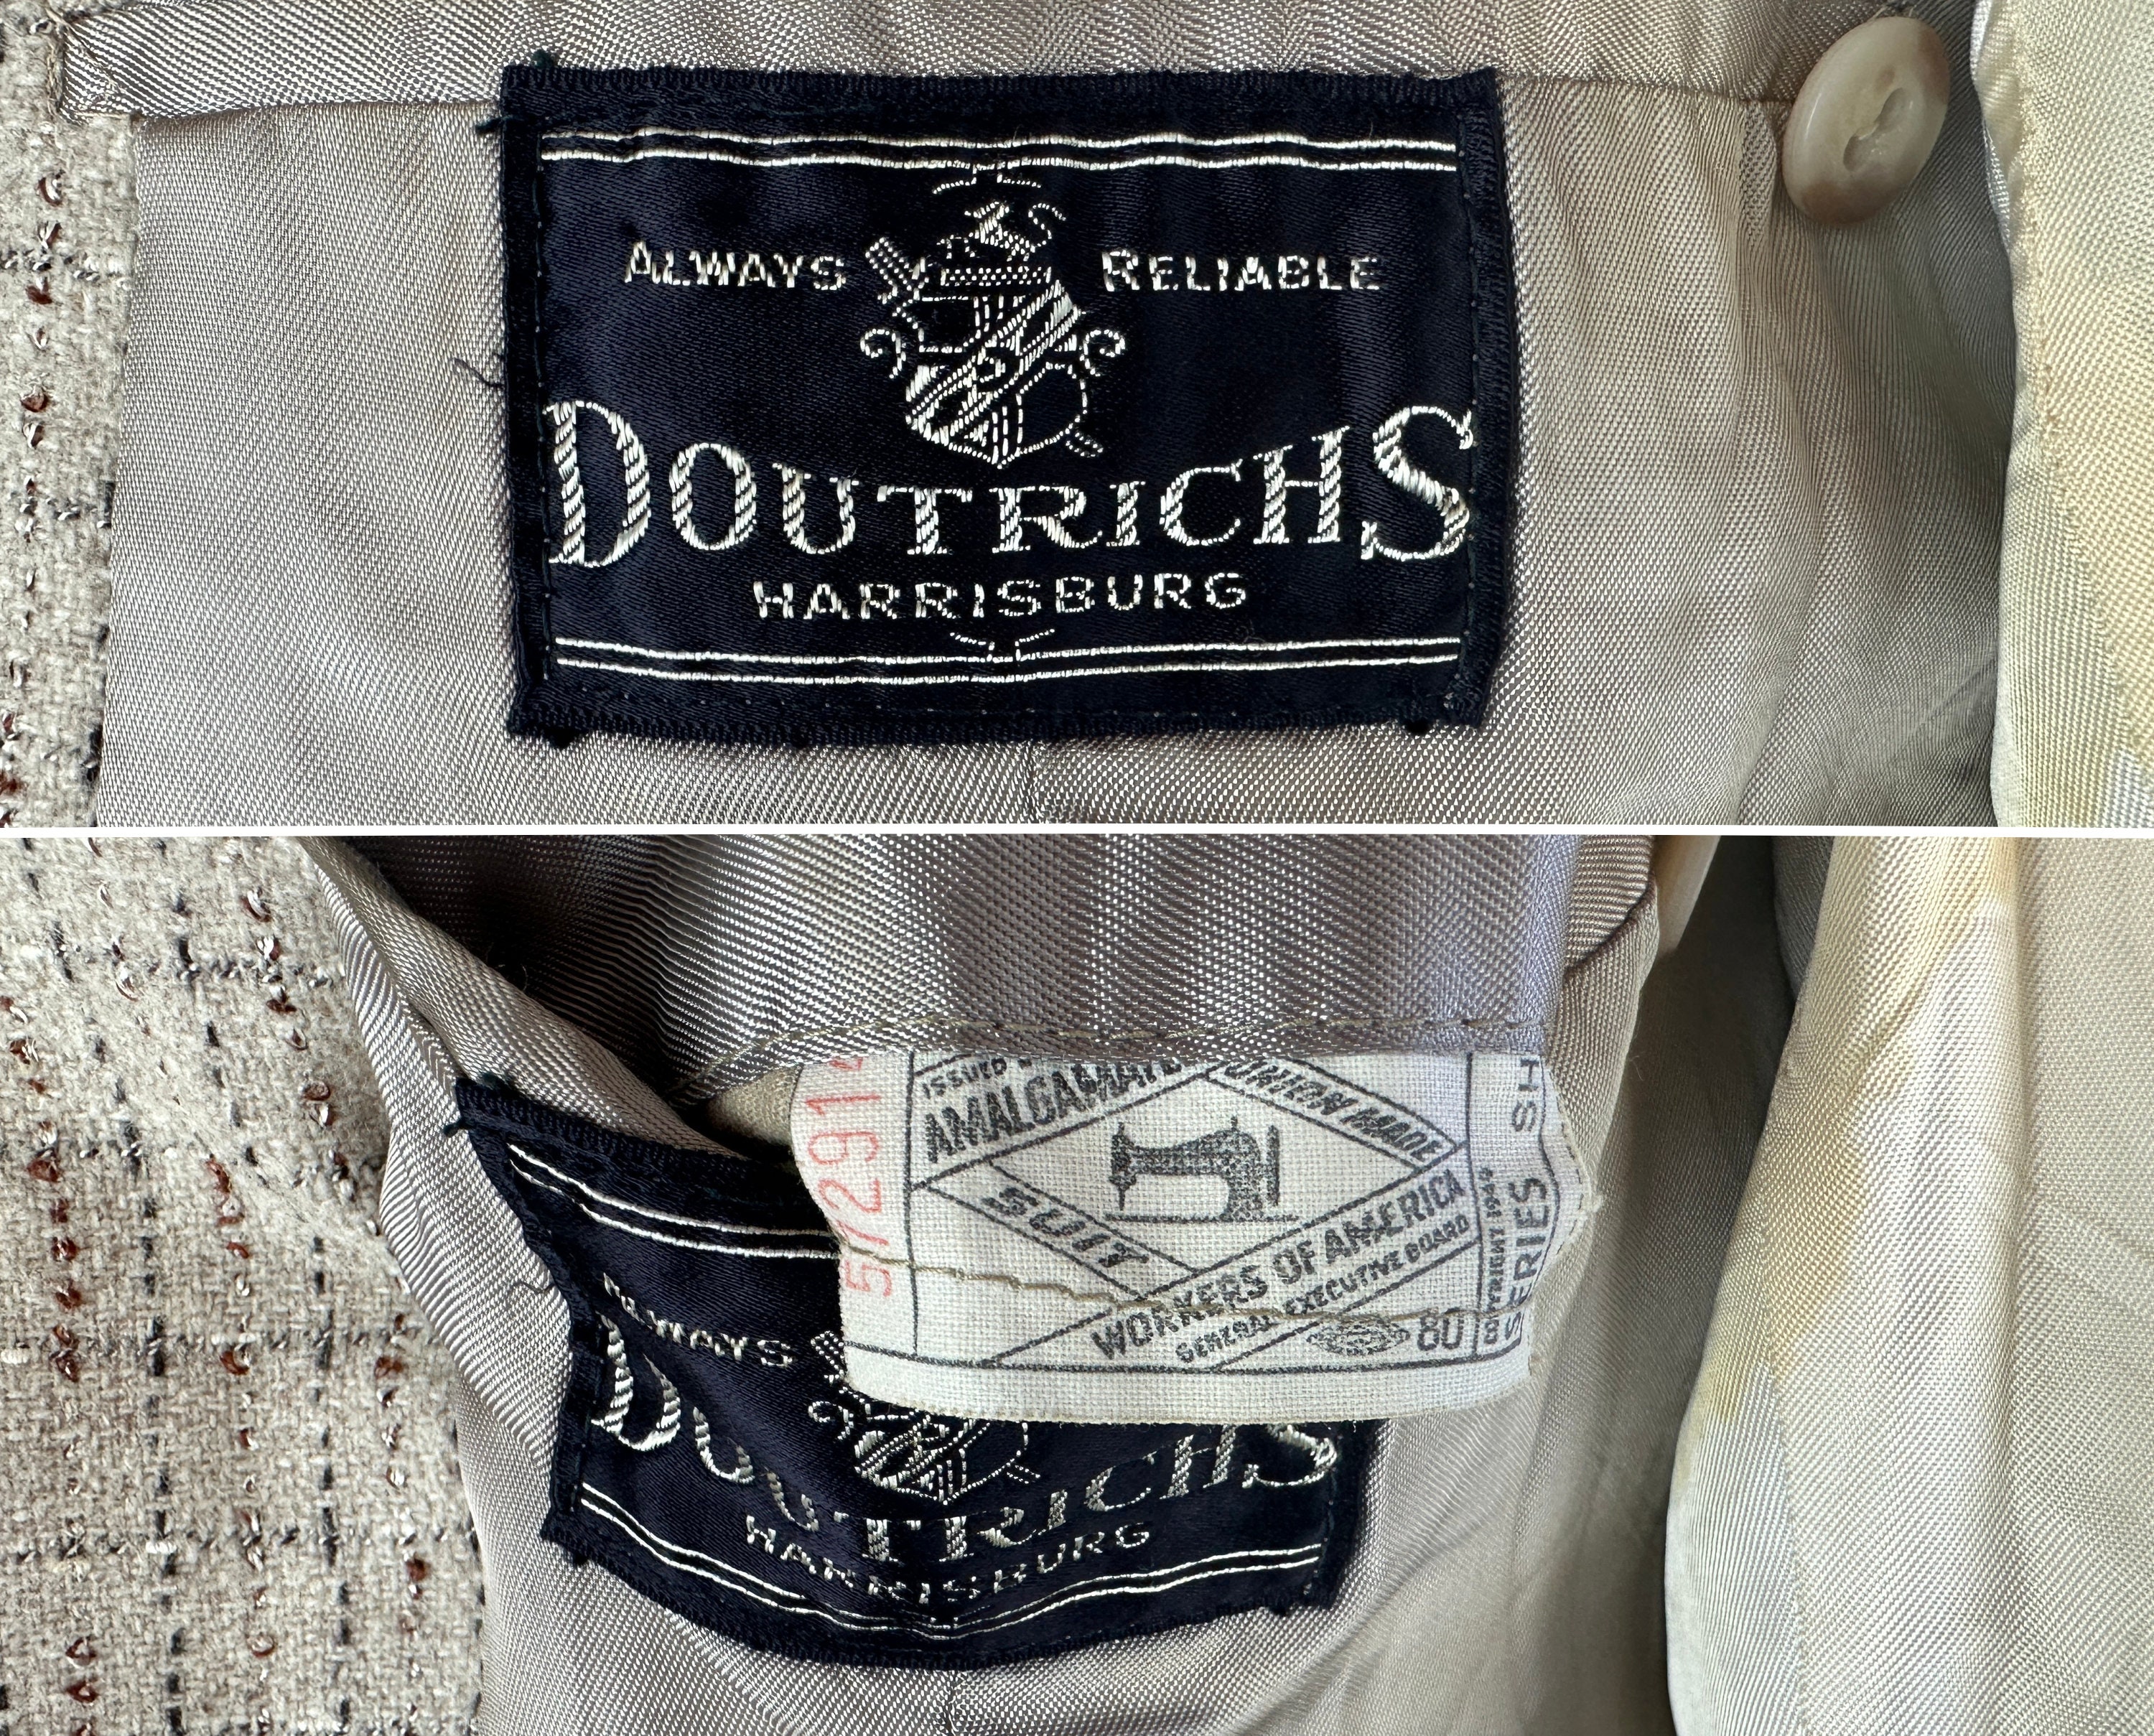 ALWAYS RELIABLE
DOUTRICHS
HARRISBURG
ISSUED
UNION MADE
SUIT
WORKERS OF AMERICA
GENERAL EXECUTIVE BOARD
80
SERIES SH
ALWAYS
DOUTRICHS
HARRISBURG